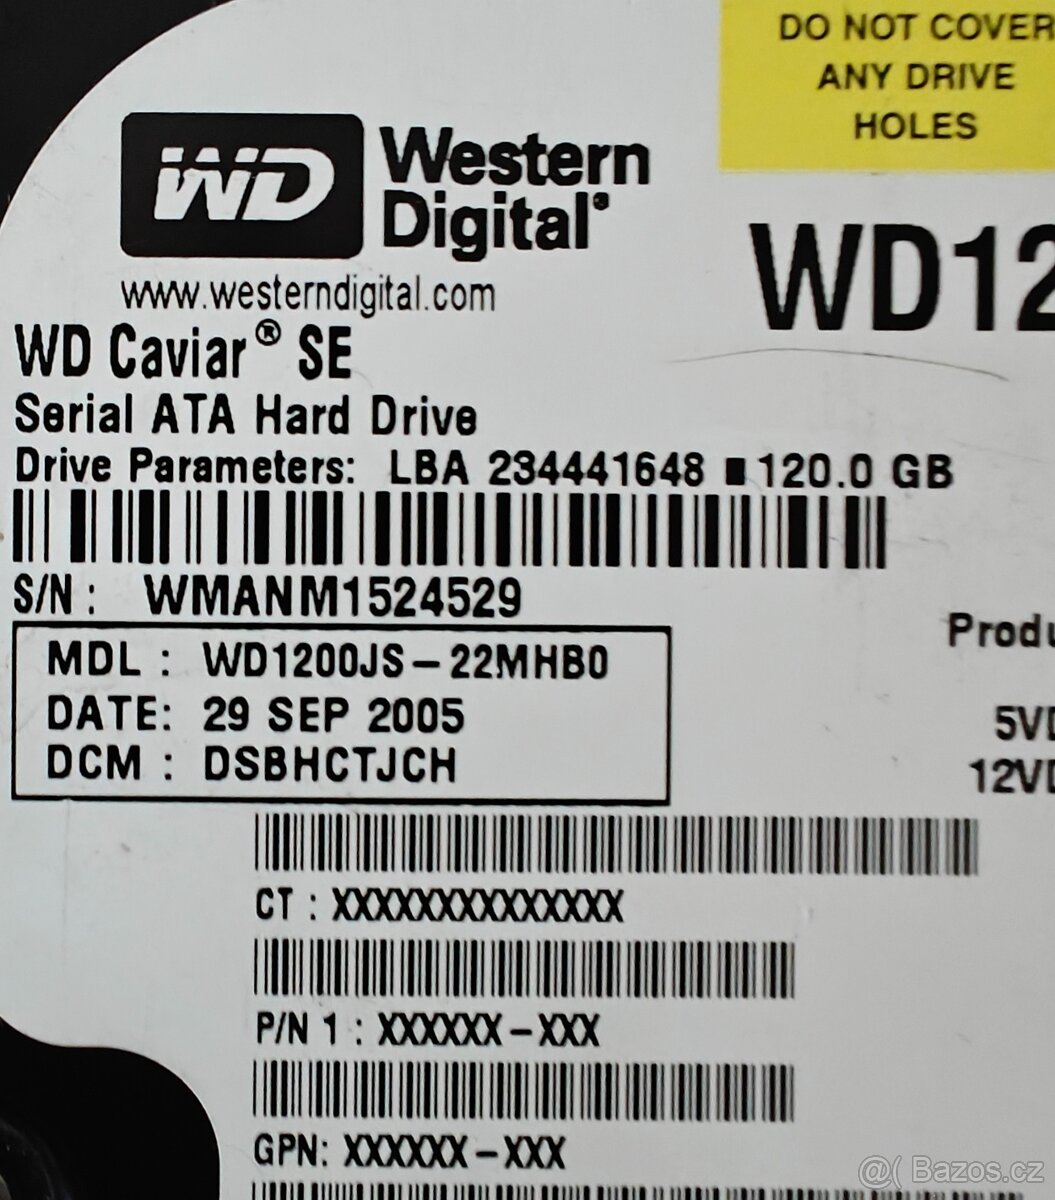 DO NOT COVER
ANY DRIVE
HOLES
WD
Western
Digital®
www.westerndigital.com
WD12
WD Caviar® SE
Serial ATA Hard Drive
Drive Parameters: LBA 234441648 ■ 120.0 GB
S/N: WMANM1524529
Produ
MDL: WD1200JS-22MHB0
DATE: 29 SEP 2005
DCM: DSBHCTJCH
5VD
12VD
CT: XXXXXXXXXXXXXX
P/N 1: XXXXXX-XXX
GPN: XXXXXX-XXX
@( Bazos.cz